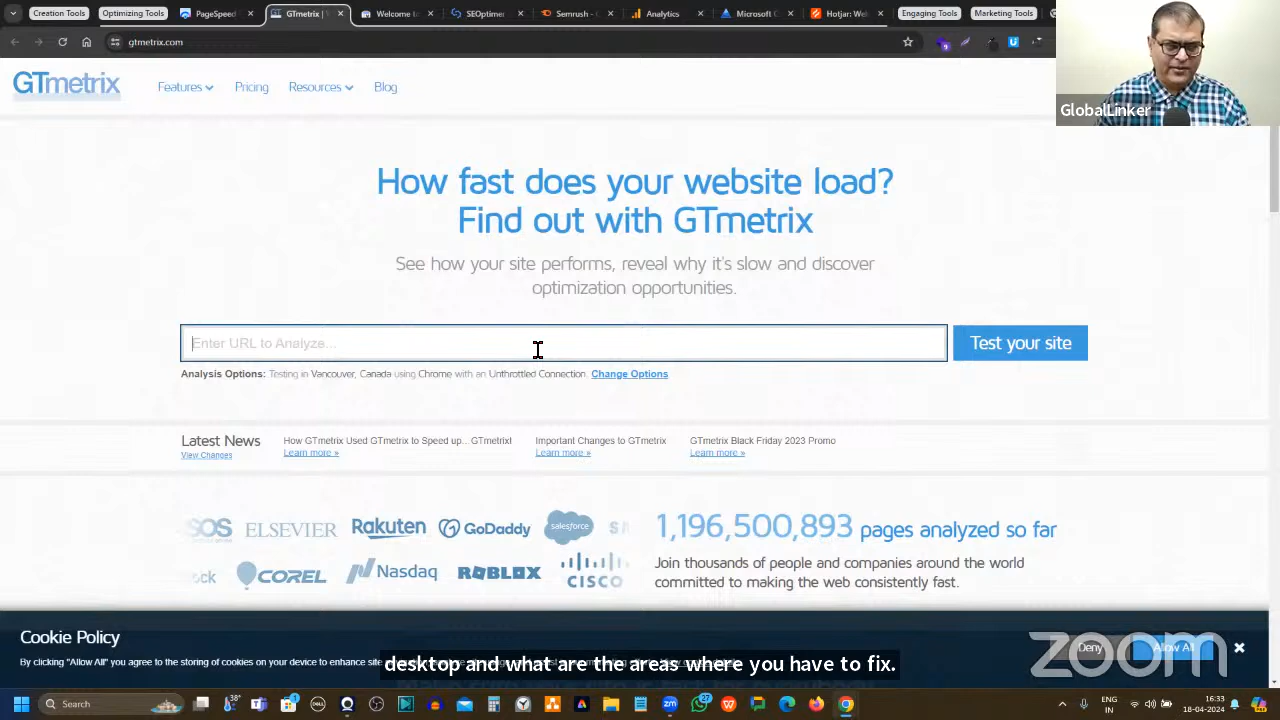 Creation Tools
PageSpeed
GTmetrix | V
Welcome to
SEOptimer
Semrush -
Analytics
Microsoft C
Hotjar: Web
Engaging Tools
Marketing Tools
gtmetrix.com
GTmetrix
Features
Pricing
Resources
Blog
GlobalLinker
How fast does your website load?
Find out with GTmetrix
See how your site performs, reveal why it's slow and discover
optimization opportunities.
Enter URL to Analyze...
Test your site
Analysis Options: Testing in Vancouver, Canada using Chrome with an Unthrottled Connection. Change Options
Latest News
View Changes
How GTmetrix Used GTmetrix to Speed up... GTmetrix!
Learn more »
Important Changes to GTmetrix
Learn more »
GTmetrix Black Friday 2023 Promo
Learn more »
SOS
ELSEVIER
Rakuten
GoDaddy
salesforce
ock
COREL
Nasdaq
ROBLOX
CISCO
1,196,500,893 pages analyzed so far
Join thousands of people and companies around the world
committed to making the web consistently fast.
Cookie Policy
By clicking "Allow All" you agree to the storing of cookies on your device to enhance site
Deny
Allow All
zoom
desktop and what are the areas where you have to fix.
Search
ENG
IN
16:33
18-04-2024